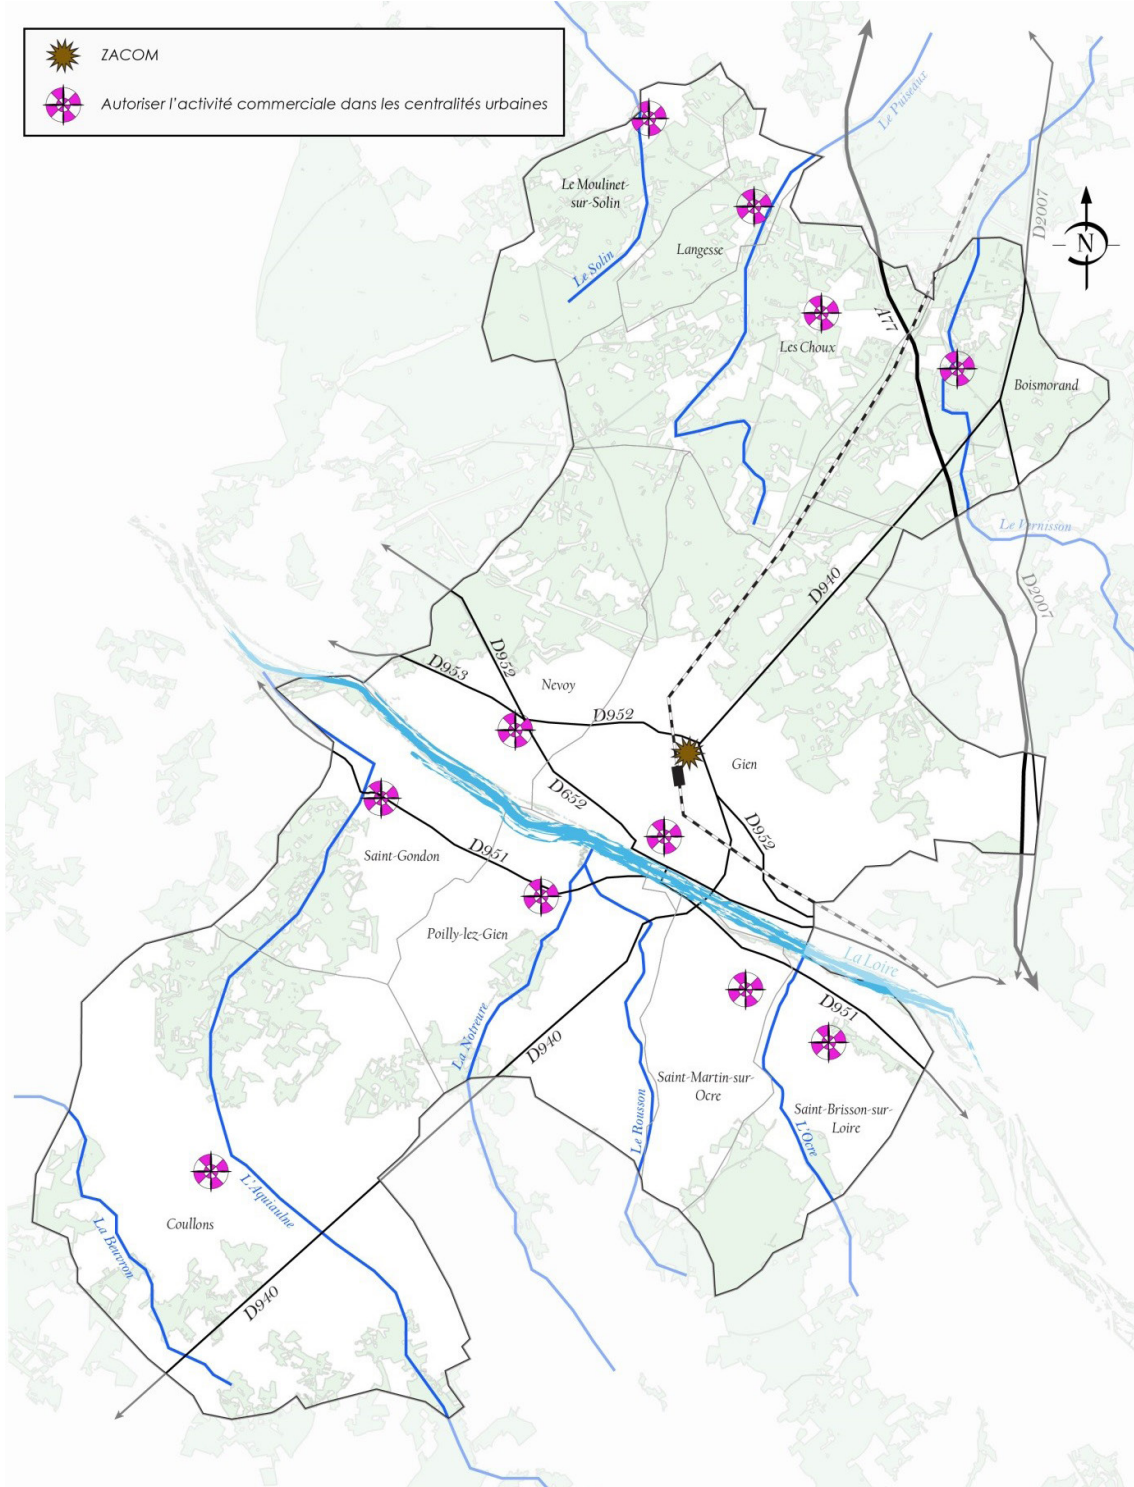 ZACOM
Autoriser l'activité commerciale dans les centralités urbaines
Le Puiseaux
Le Moulinet-
sur-Solin
D2007
Langesse
N
Le Solin
A77
Les Choux
Boismorand
Le Vernisson
D940
D2007
D952
D953
Nevoy
D952
Gien
D652
D952
D951
Saint-Gondon
Poilly-lez-Gien
La Loire
D951
La Notreure
D940
Saint-Martin-sur-
Ocre
Le Rousson
Saint-Brisson-sur-
Loire
L'Ocre
L'Aquiaulne
Coullons
La Beuvron
D940